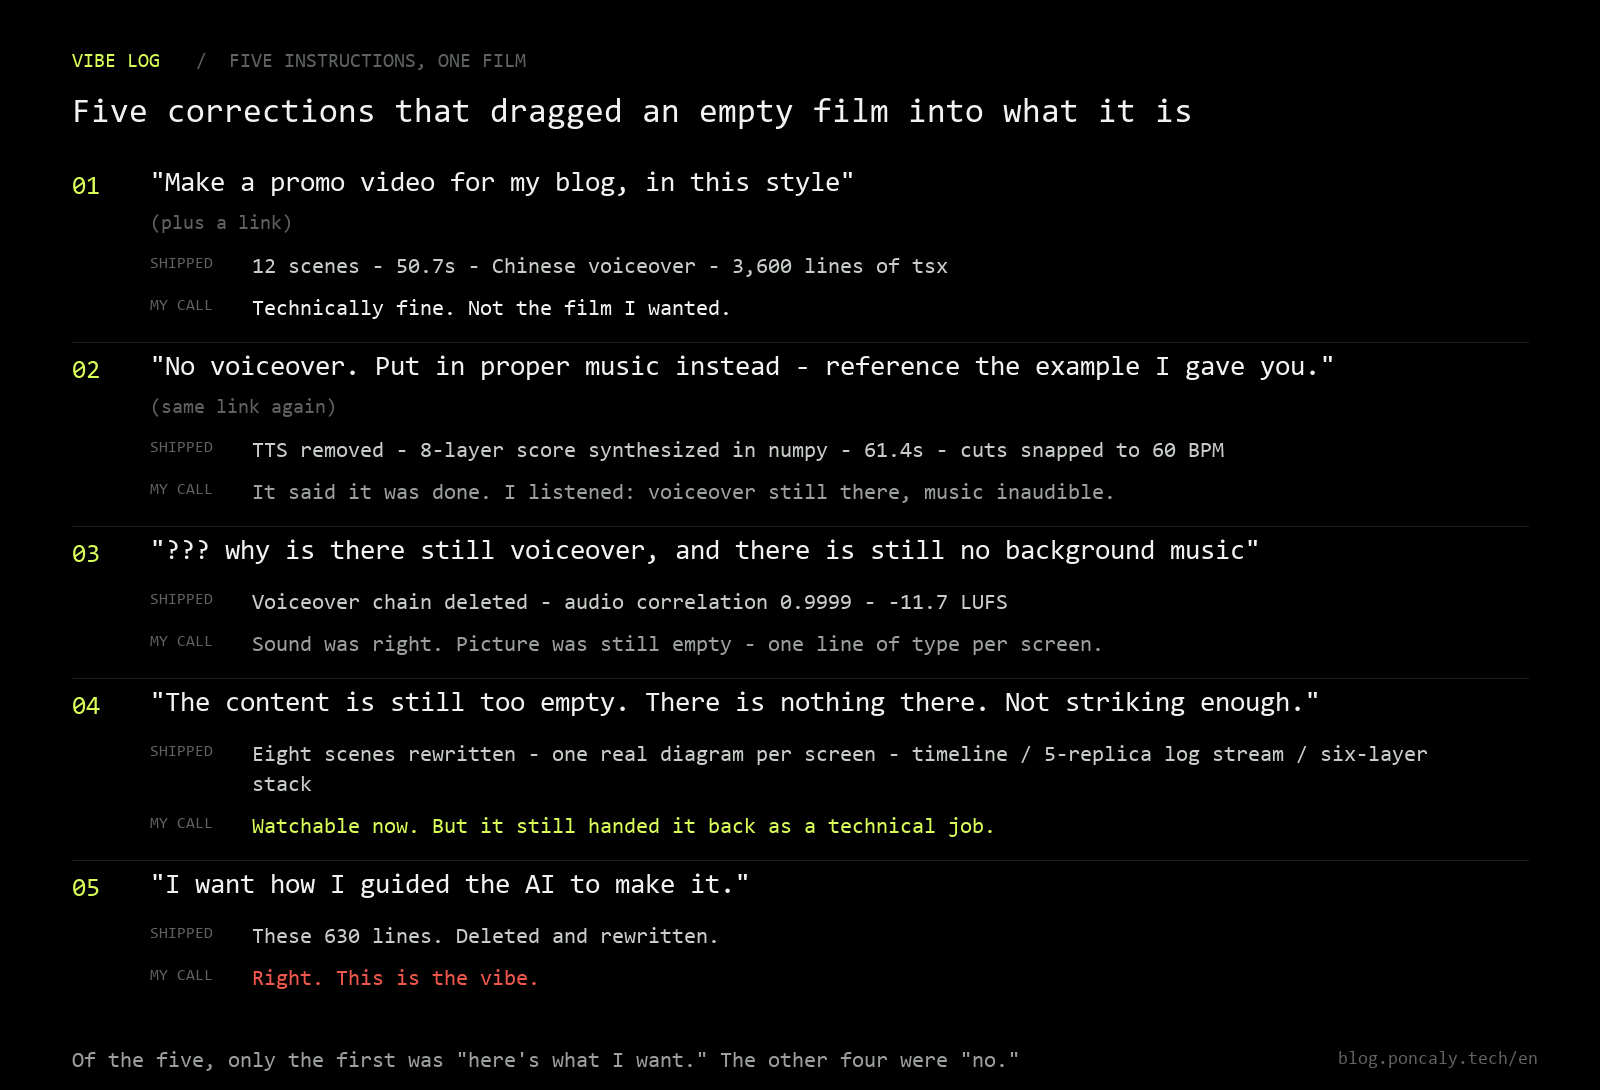 VIBE LOG / FIVE INSTRUCTIONS, ONE FILM
Five corrections that dragged an empty film into what it is
01 "Make a promo video for my blog, in this style"
(plus a link)
SHIPPED 12 scenes - 50.7s - Chinese voiceover - 3,600 lines of tsx
MY CALL Technically fine. Not the film I wanted.
02 "No voiceover. Put in proper music instead - reference the example I gave you."
(same link again)
SHIPPED TTS removed - 8-layer score synthesized in numpy - 61.4s - cuts snapped to 60 BPM
MY CALL It said it was done. I listened: voiceover still there, music inaudible.
03 "??? why is there still voiceover, and there is still no background music"
SHIPPED Voiceover chain deleted - audio correlation 0.9999 - -11.7 LUFS
MY CALL Sound was right. Picture was still empty - one line of type per screen.
04 "The content is still too empty. There is nothing there. Not striking enough."
SHIPPED Eight scenes rewritten - one real diagram per screen - timeline / 5-replica log stream / six-layer
stack
MY CALL Watchable now. But it still handed it back as a technical job.
05 "I want how I guided the AI to make it."
SHIPPED These 630 lines. Deleted and rewritten.
MY CALL Right. This is the vibe.
Of the five, only the first was "here's what I want." The other four were "no."
blog.poncaly.tech/en